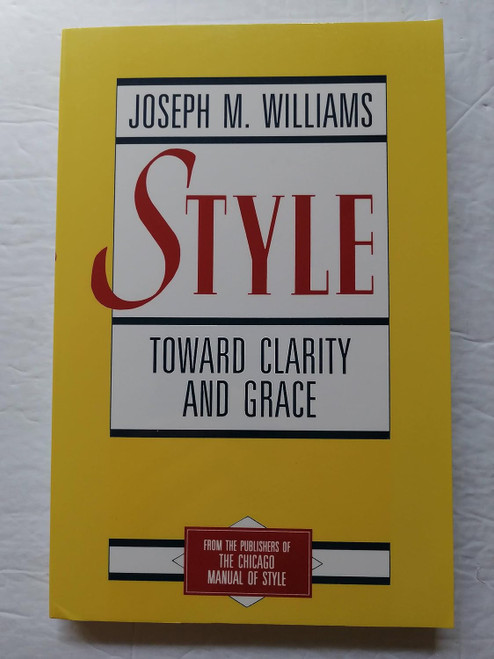 JOSEPH M. WILLIAMS
STYLE
TOWARD CLARITY
AND GRACE
FROM THE PUBLISHERS OF
THE CHICAGO
MANUAL OF STYLE